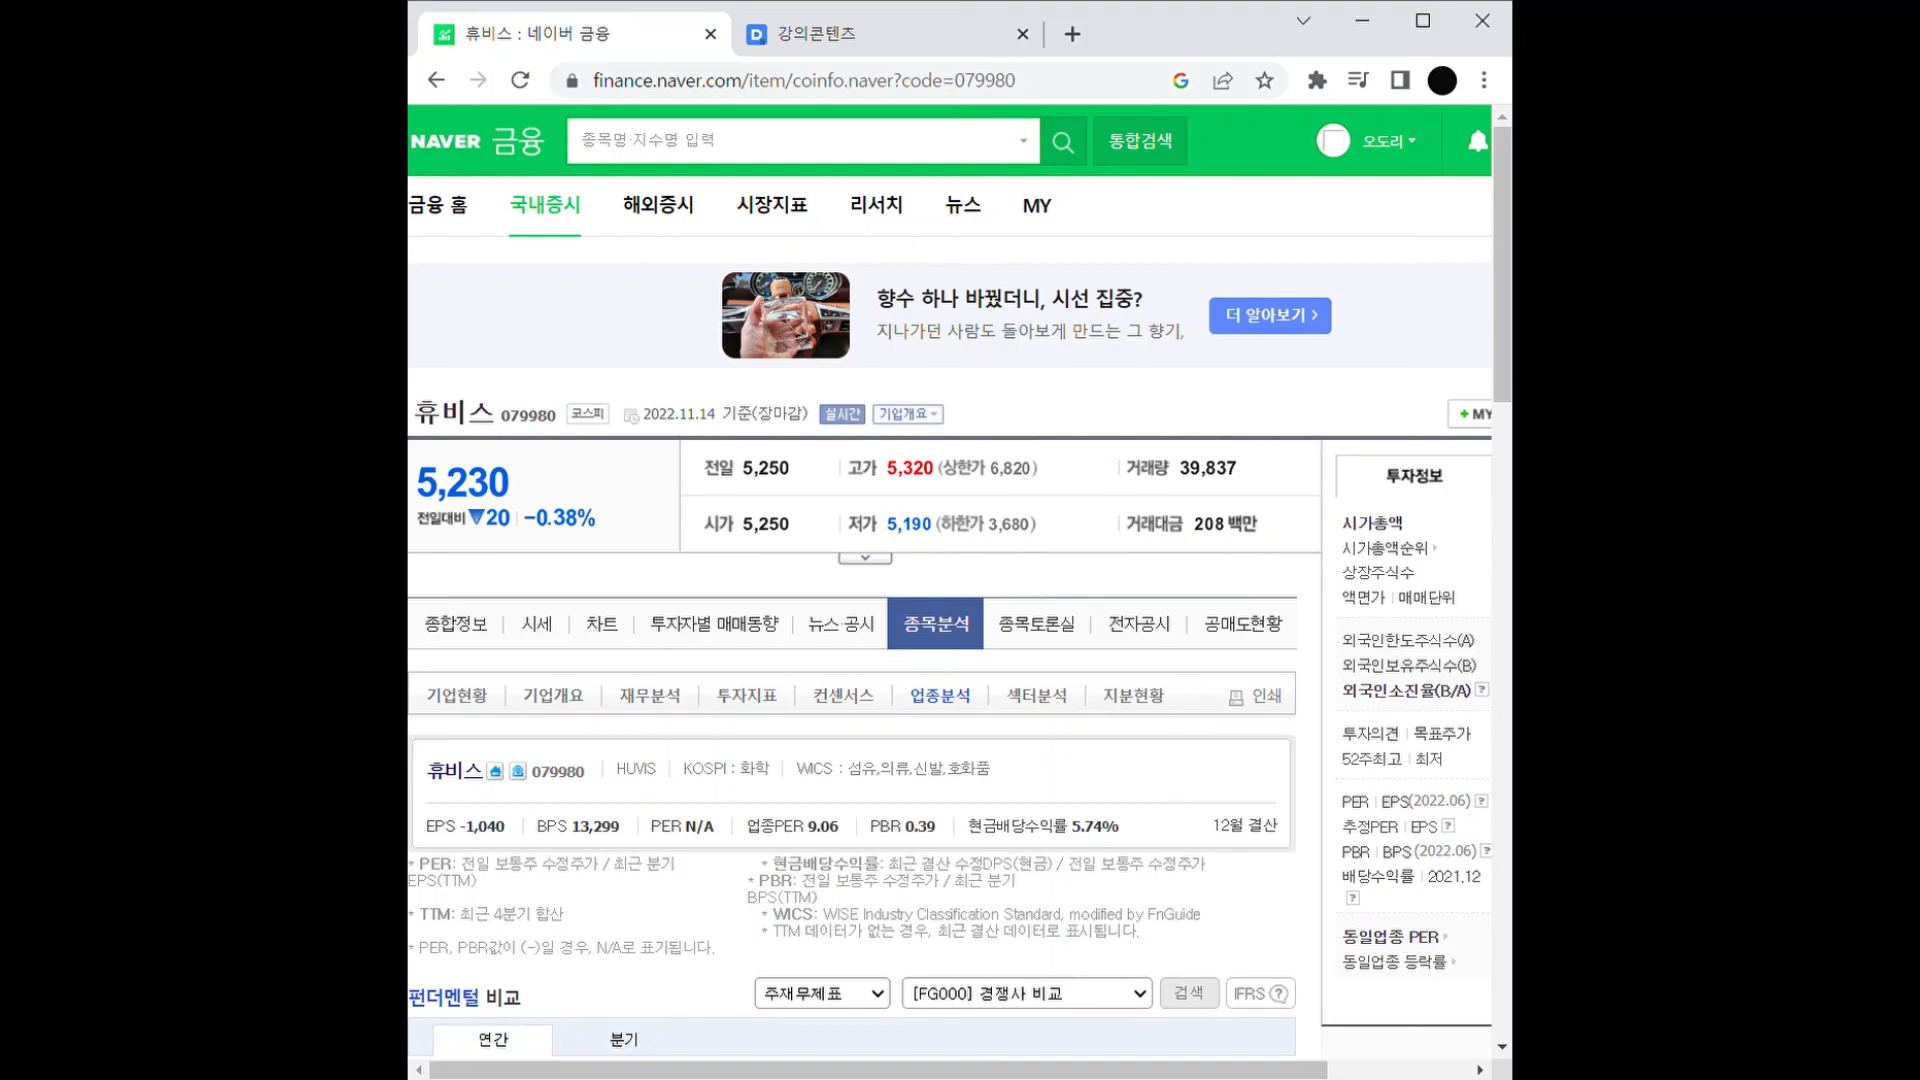 휴비스 : 네이버 금융
강의콘텐츠
finance.naver.com/item/coinfo.naver?code=079980
NAVER 금융
종목명·지수명 입력
통합검색
오도리
금융 홈 국내증시 해외증시 시장지표 리서치 뉴스 MY
향수 하나 바꿨더니, 시선 집중?
지나가던 사람도 돌아보게 만드는 그 향기,
더 알아보기 ›
휴비스 079980 코스피 2022.11.14 기준(장마감) 실시간 기업개요
+ MY
5,230
전일대비 ▼20 | -0.38%
전일 5,250 고가 5,320 (상한가 6,820) 거래량 39,837
시가 5,250 저가 5,190 (하한가 3,680) 거래대금 208 백만
종합정보 시세 차트 투자자별 매매동향 뉴스·공시 종목분석 종목토론실 전자공시 공매도현황
기업현황 기업개요 재무분석 투자지표 컨센서스 업종분석 섹터분석 지분현황 인쇄
휴비스 079980 HUVIS KOSPI : 화학 WICS : 섬유,의류,신발,호화품
EPS -1,040 BPS 13,299 PER N/A 업종PER 9.06 PBR 0.39 현금배당수익률 5.74% 12월 결산
* PER: 전일 보통주 수정주가 / 최근 분기
EPS(TTM)
* TTM: 최근 4분기 합산
* PER, PBR값이 (-)일 경우, N/A로 표기됩니다.
* 현금배당수익률: 최근 결산 수정DPS(현금) / 전일 보통주 수정주가
* PBR: 전일 보통주 수정주가 / 최근 분기
BPS(TTM)
* WICS: WISE Industry Classification Standard, modified by FnGuide
* TTM 데이터가 없는 경우, 최근 결산 데이터로 표시됩니다.
펀더멘털 비교
주재무제표
[FG000] 경쟁사 비교
검색
IFRS ?
연간 분기
투자정보
시가총액
시가총액순위
상장주식수
액면가 | 매매단위
외국인한도주식수(A)
외국인보유주식수(B)
외국인소진율(B/A) ?
투자의견 | 목표주가
52주최고 | 최저
PER | EPS(2022.06) ?
추정PER | EPS ?
PBR | BPS (2022.06) ?
배당수익률 | 2021.12
?
동일업종 PER
동일업종 등락률